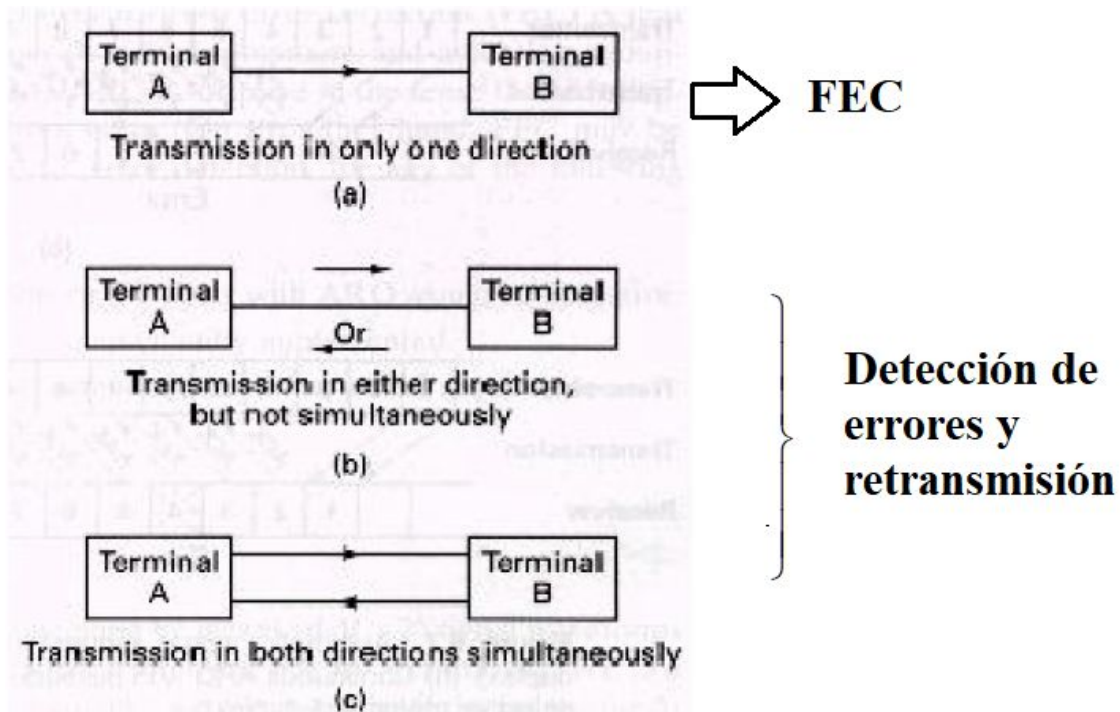 Terminal
A
Terminal
B
FEC
Transmission in only one direction
(a)
Terminal
A
Or
Terminal
B
Transmission in either direction,
but not simultaneously
(b)
Detección de
errores y
retransmisión
Terminal
A
Terminal
B
Transmission in both directions simultaneously
(c)